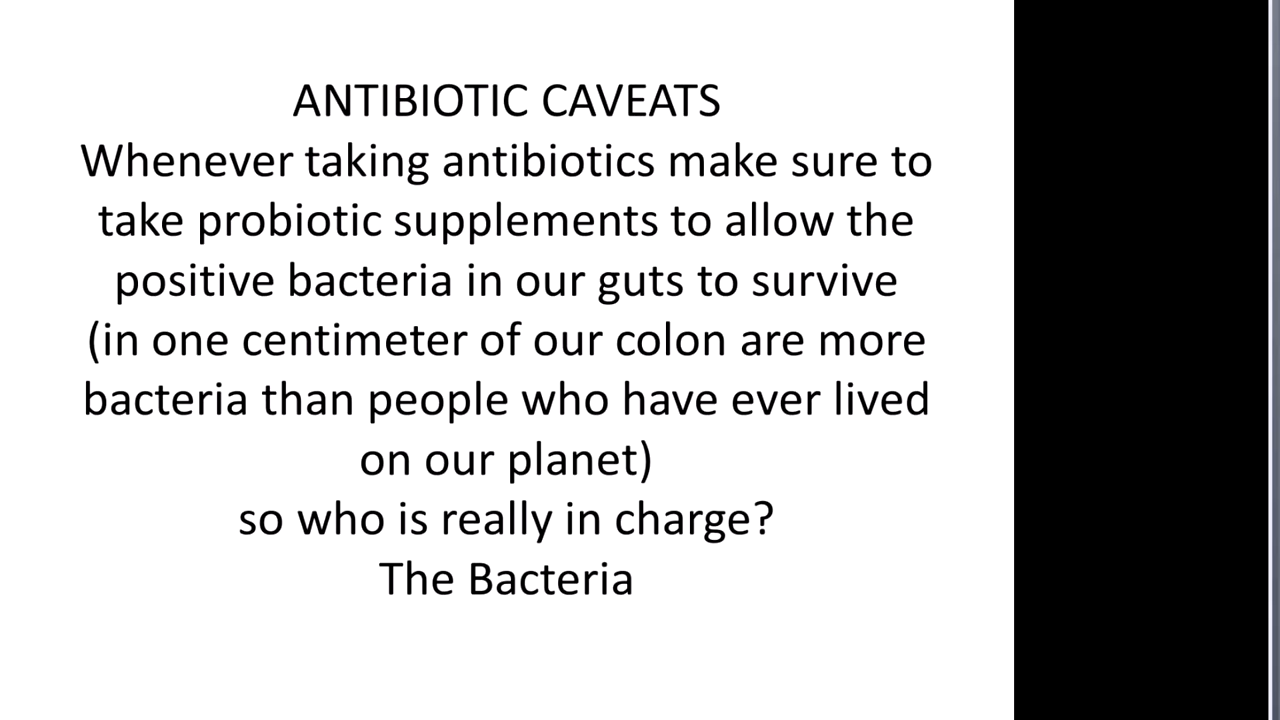 ANTIBIOTIC CAVEATS
Whenever taking antibiotics make sure to
take probiotic supplements to allow the
positive bacteria in our guts to survive
(in one centimeter of our colon are more
bacteria than people who have ever lived
on our planet)
so who is really in charge?
The Bacteria